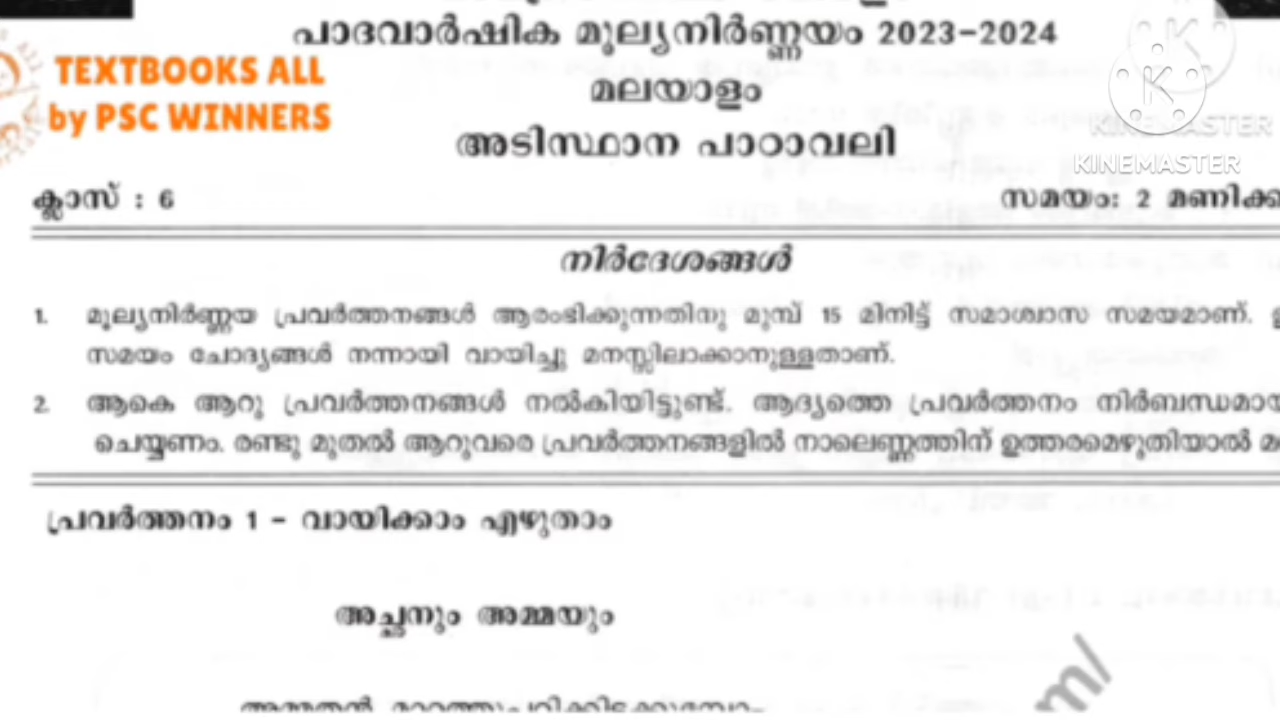 പാദവാർഷിക മൂല്യനിർണ്ണയം 2023-2024
TEXTBOOKS ALL
by PSC WINNERS
മലയാളം
അടിസ്ഥാന പാഠാവലി
KINEMASTER
KINEMASTER
ക്ലാസ് : 6
സമയം: 2
നിർദേശങ്ങൾ
1. മൂല്യനിർണ്ണയ പ്രവർത്തനങ്ങൾ ആരംഭിക്കുന്നതിനു മുമ്പ് 15 മിനിട്ട് സമാശ്വാസ സമയമാണ്.
സമയം ചോദ്യങ്ങൾ നന്നായി വായിച്ചു മനസ്സിലാക്കാനുള്ളതാണ്.
2. ആകെ ആറു പ്രവർത്തനങ്ങൾ നൽകിയിട്ടുണ്ട്. ആദ്യത്തെ പ്രവർത്തനം
ചെയ്യണം. രണ്ടു മുതൽ ആറുവരെ പ്രവർത്തനങ്ങളിൽ നാലെണ്ണത്തിന് ഉത്തരമെഴുതിയാൽ
പ്രവർത്തനം 1 - വായിക്കാം എഴുതാം
അച്ഛനും അമ്മയും
m/